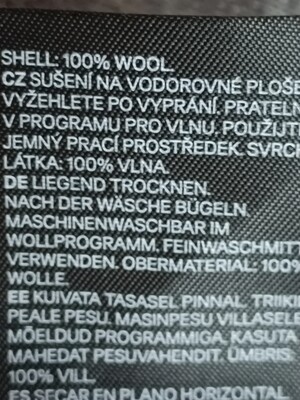 SHELL: 100% WOOL.
CZ SUŠENÍ NA VODOROVNÉ PLOŠE
VYŽEHLETE PO VYPRÁNÍ. PRATELN
V PROGRAMU PRO VLNU. POUŽIJT
JEMNÝ PRACÍ PROSTŘEDEK. SVRCH
LÁTKA: 100% VLNA.
DE LIEGEND TROCKNEN.
NACH DER WÄSCHE BÜGELN.
MASCHINENWASCHBAR IM
WOLLPROGRAMM. FEINWASCHMITT
VERWENDEN. OBERMATERIAL: 100%
WOLLE.
EE KUIVATA TASASEL PINNAL. TRIIKI
PEALE PESU. MASINPESU VILLASELE
MÕELDUD PROGRAMMIGA. KASUTA
MAHEDAT PESUVAHENDIT. ÜMBRIS:
100% VILL.
ES SECAR EN PLANO HORIZONTAL.